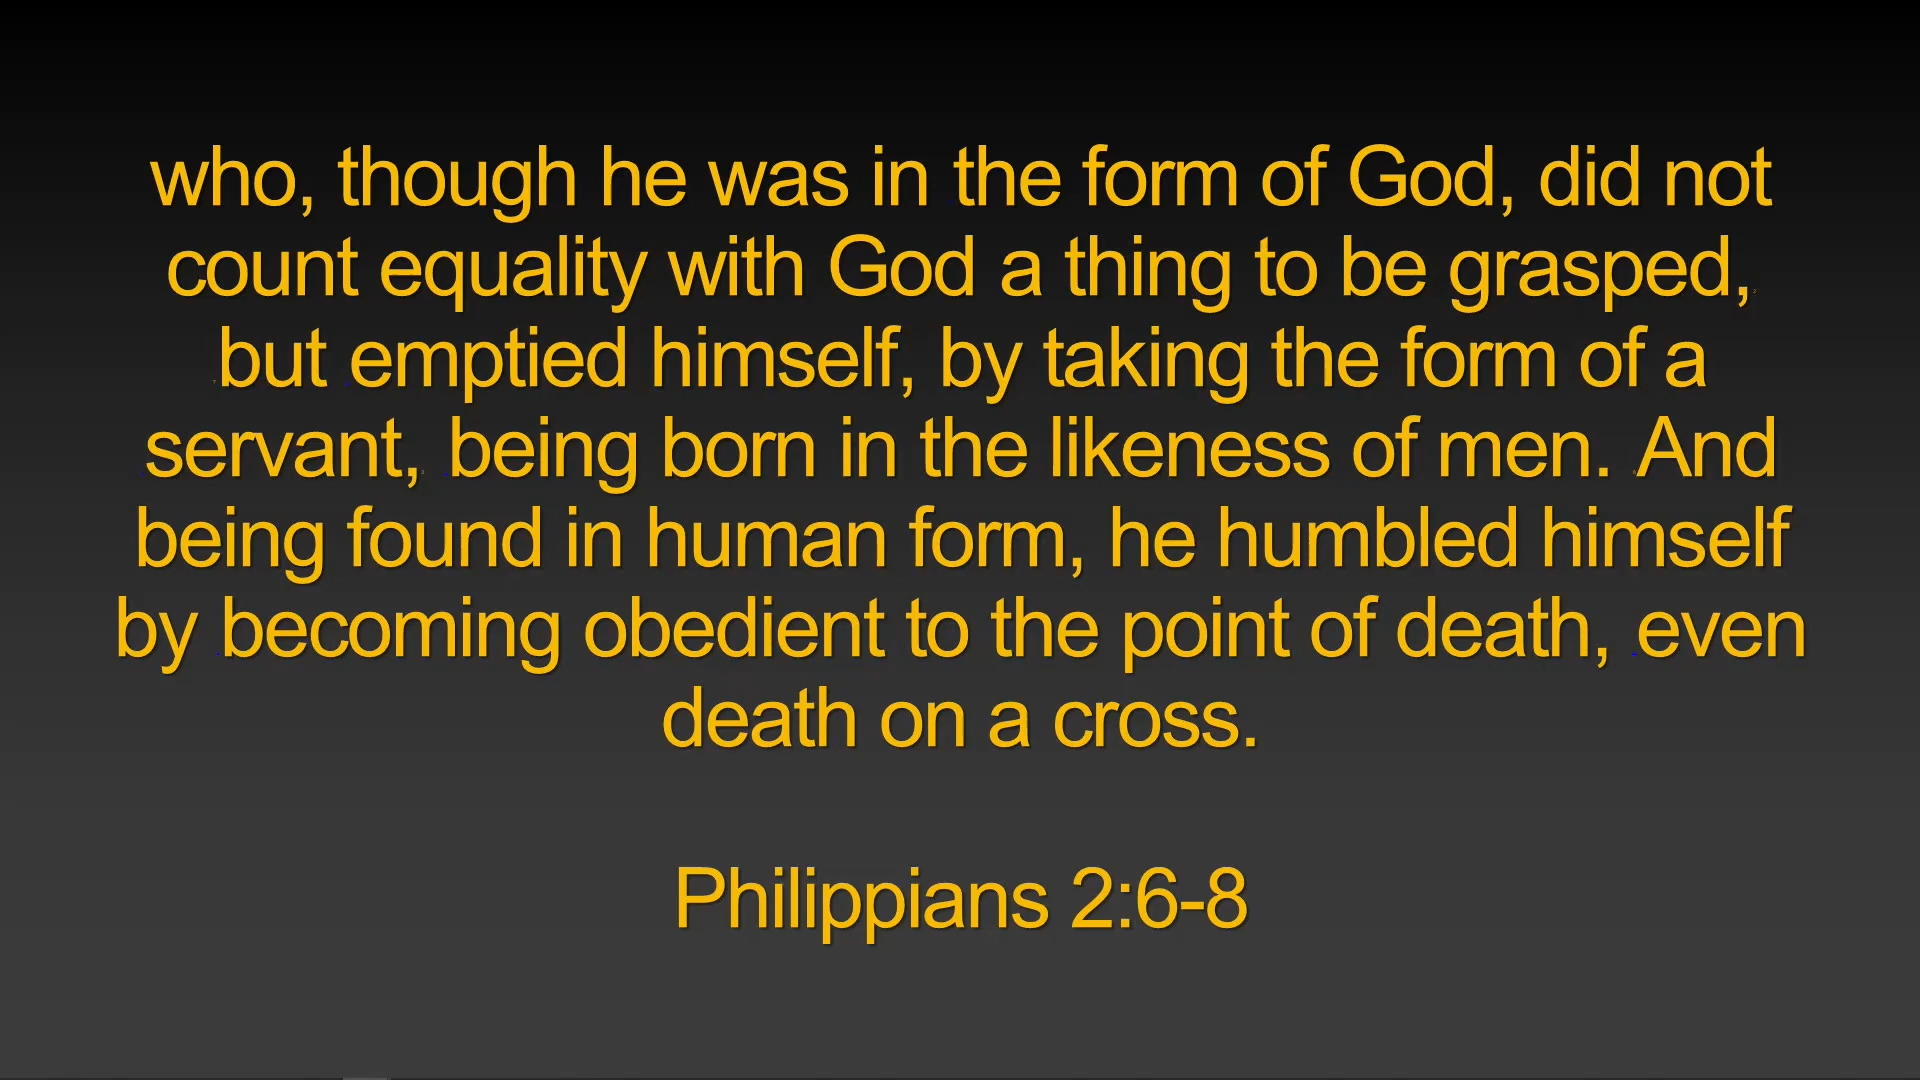 who, though he was in the form of God, did not
count equality with God a thing to be grasped,
but emptied himself, by taking the form of a
servant, being born in the likeness of men. And
being found in human form, he humbled himself
by becoming obedient to the point of death, even
death on a cross.
Philippians 2:6-8